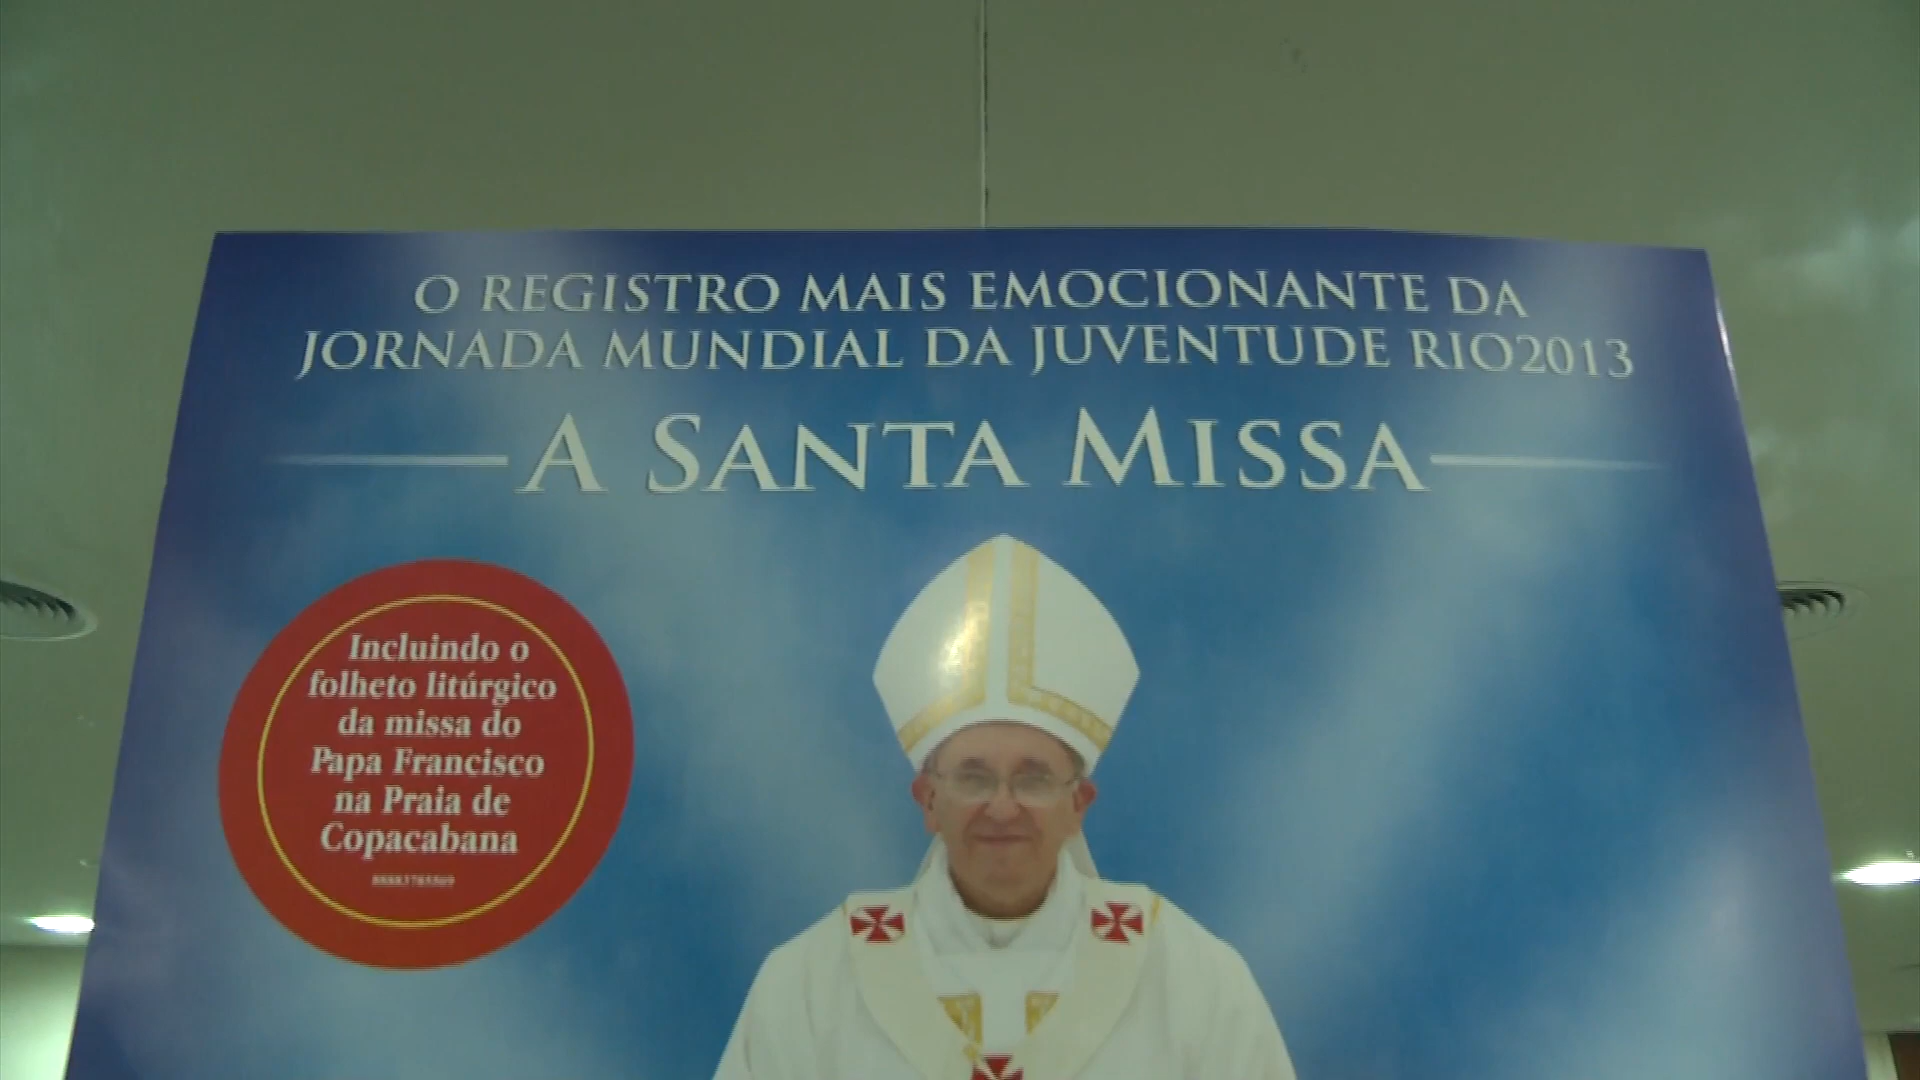 O REGISTRO MAIS EMOCIONANTE DA
JORNADA MUNDIAL DA JUVENTUDE RIO2013
A SANTA MISSA
Incluindo o
folheto litúrgico
da missa do
Papa Francisco
na Praia de
Copacabana